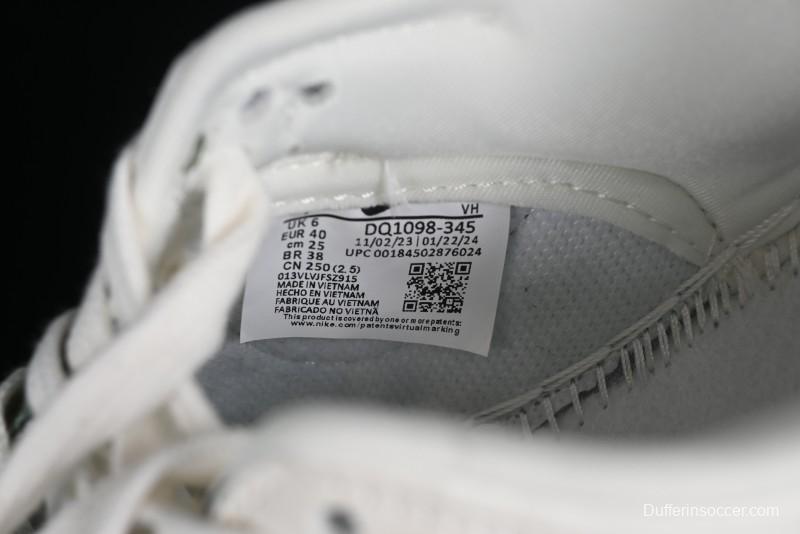 VH
UK 6
EUR 40
cm 25
BR 38
CN 250 (2.5)
DQ1098-345
11/02/23 | 01/22/24
UPC 00184502876024
013VLVJFSZ915
MADE IN VIETNAM
HECHO EN VIETNAM
FABRIQUE AU VIETNAM
FABRICADO NO VIETNÃ
This product is covered by one or more patents:
www.nike.com/patentsvirtualmarking
Dufferinsoccer.com